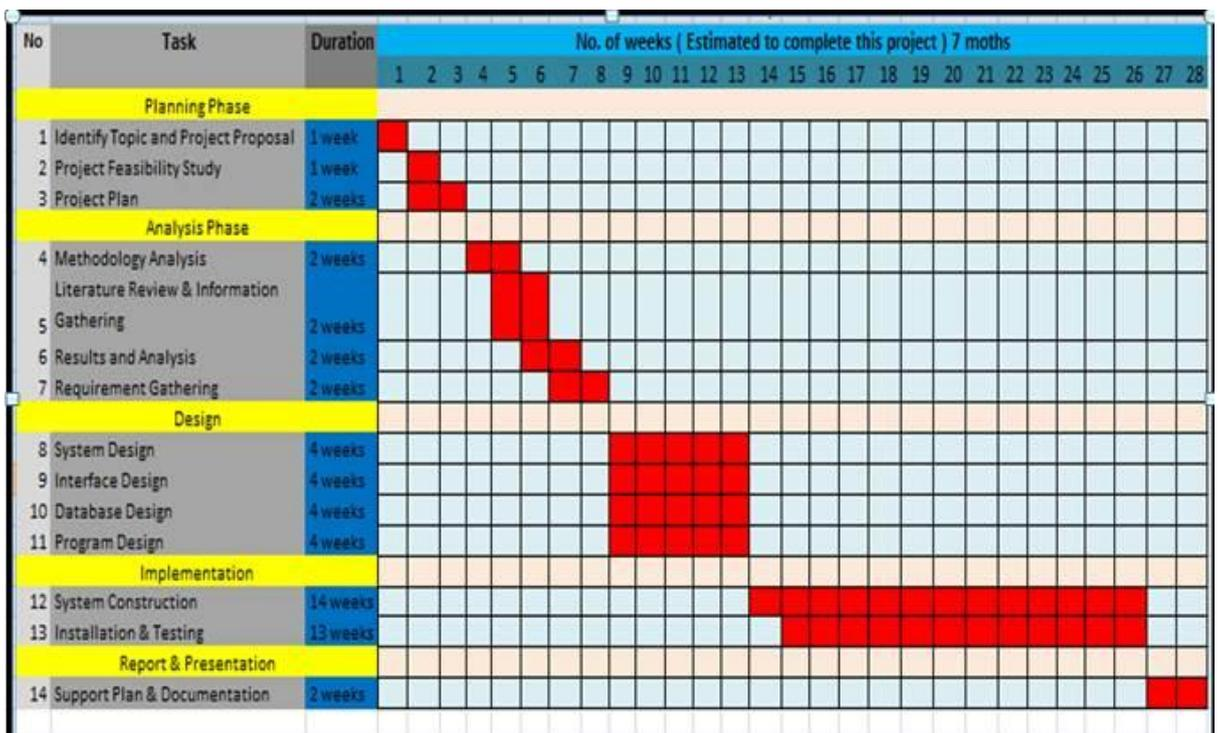 No Task Duration No. of weeks ( Estimated to complete this project ) 7 moths
1 2 3 4 5 6 7 8 9 10 11 12 13 14 15 16 17 18 19 20 21 22 23 24 25 26 27 28
Planning Phase
1 Identify Topic and Project Proposal 1 week
2 Project Feasibility Study 1 week
3 Project Plan 2 weeks
Analysis Phase
4 Methodology Analysis 2 weeks
Literature Review & Information
5 Gathering 2 weeks
6 Results and Analysis 2 weeks
7 Requirement Gathering 2 weeks
Design
8 System Design 4 weeks
9 Interface Design 4 weeks
10 Database Design 4 weeks
11 Program Design 4 weeks
Implementation
12 System Construction 14 weeks
13 Installation & Testing 13 weeks
Report & Presentation
14 Support Plan & Documentation 2 weeks